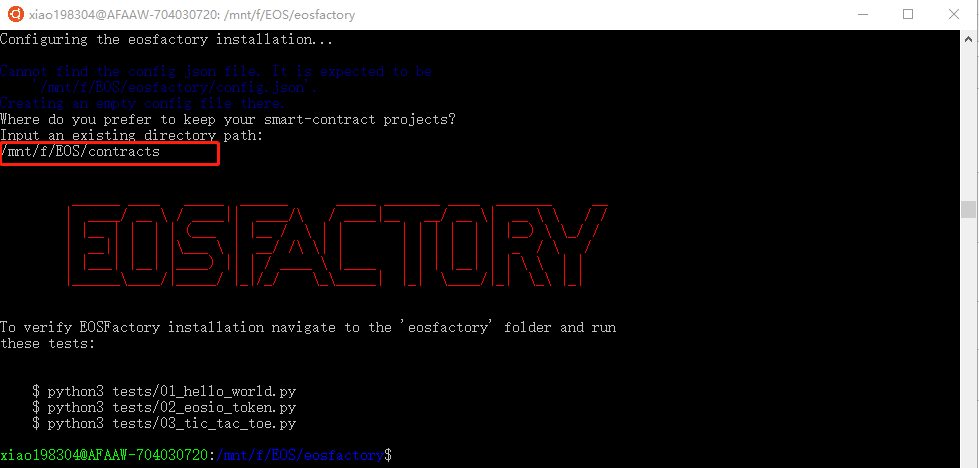 xiao198304@AFAAW-704030720: /mnt/f/EOS/eosfactory
Configuring the eosfactory installation...
Cannot find the config json file. It is expected to be
'/mnt/f/EOS/eosfactory/config.json'.
Creating an empty config file there.
Where do you prefer to keep your smart-contract projects?
Input an existing directory path:
/mnt/f/EOS/contracts
EOSFACTORY
To verify EOSFactory installation navigate to the 'eosfactory' folder and run
these tests:
$ python3 tests/01_hello_world.py
$ python3 tests/02_eosio_token.py
$ python3 tests/03_tic_tac_toe.py
xiao198304@AFAAW-704030720:/mnt/f/EOS/eosfactory$